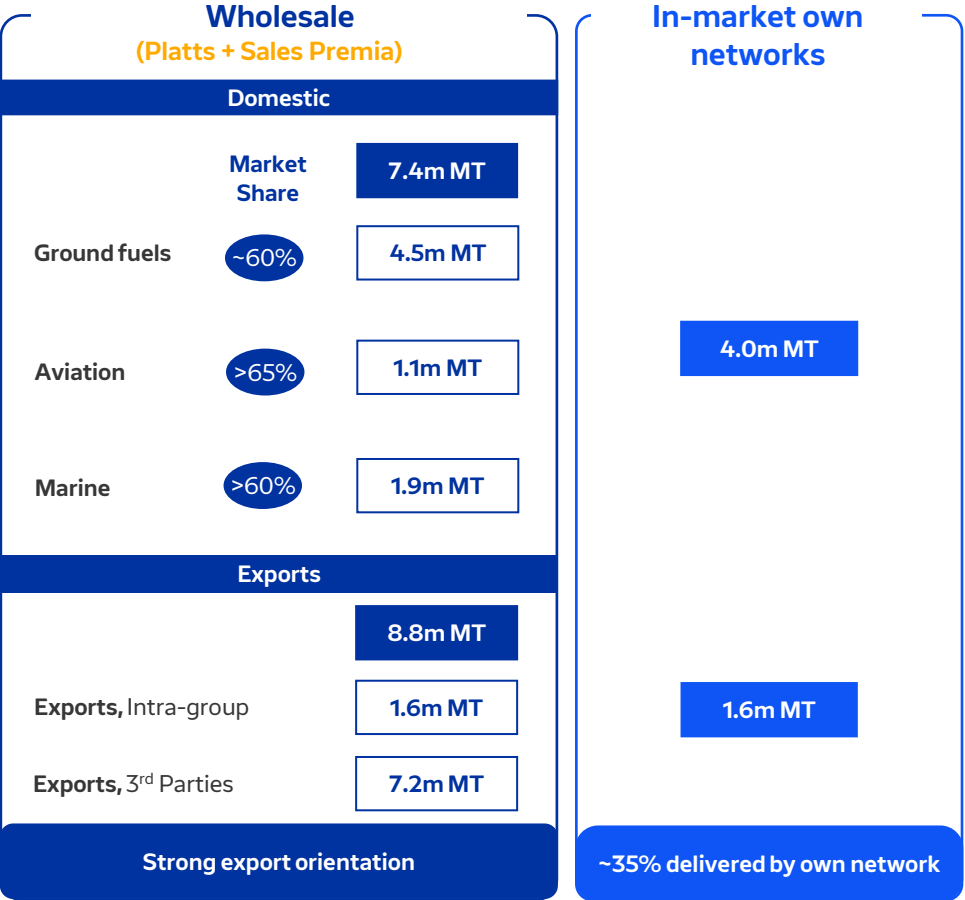 Wholesale
(Platts + Sales Premia)
Domestic
Market
Share
7.4m MT
Ground fuels
~60%
4.5m MT
Aviation
>65%
1.1m MT
Marine
>60%
1.9m MT
Exports
8.8m MT
Exports, Intra-group
1.6m MT
Exports, 3rd Parties
7.2m MT
Strong export orientation
In-market own
networks
4.0m MT
1.6m MT
~35% delivered by own network